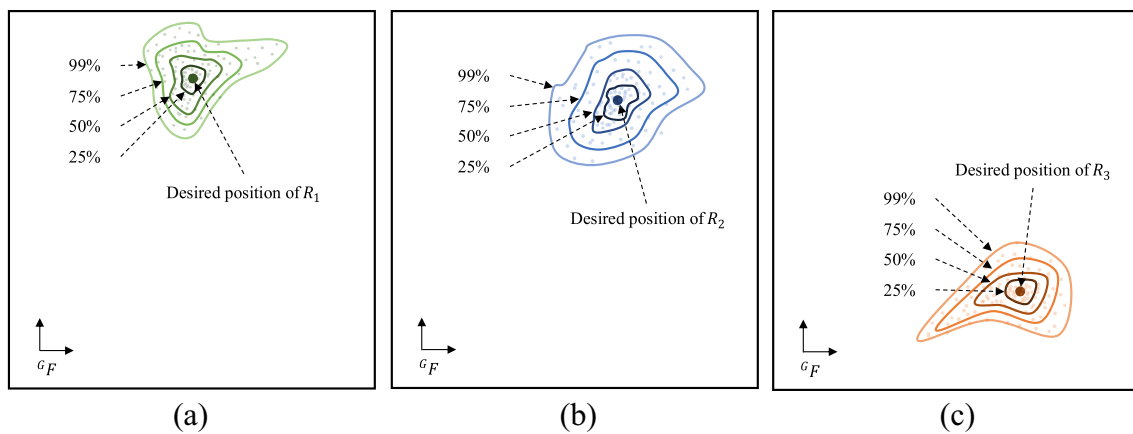 99%
75%
50%
25%
Desired position of R₁
ᴳF
(a)
99%
75%
50%
25%
Desired position of R₂
ᴳF
(b)
Desired position of R₃
99%
75%
50%
25%
ᴳF
(c)